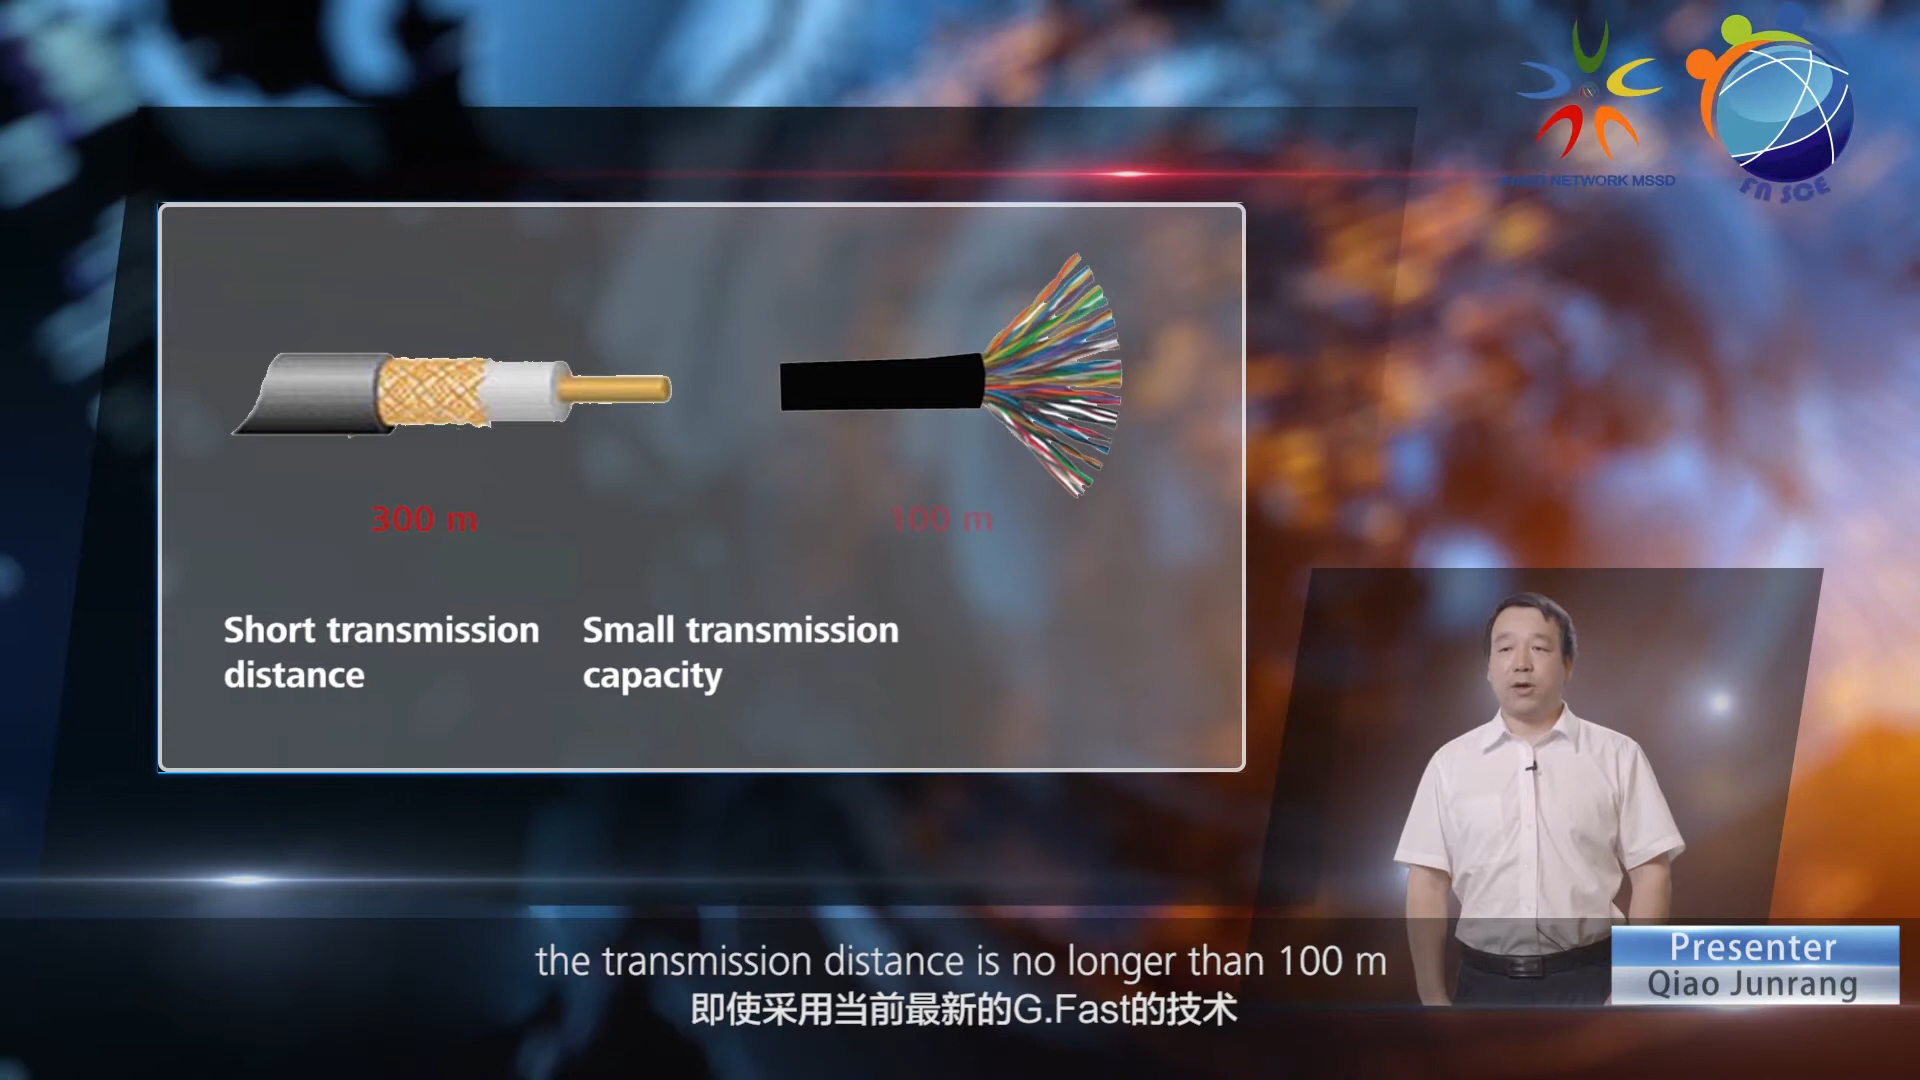 NETWORK MSSD
FN SCE
300 m
100 m
Short transmission
distance
Small transmission
capacity
the transmission distance is no longer than 100 m
即使采用当前最新的G.Fast的技术
Presenter
Qiao Junrang